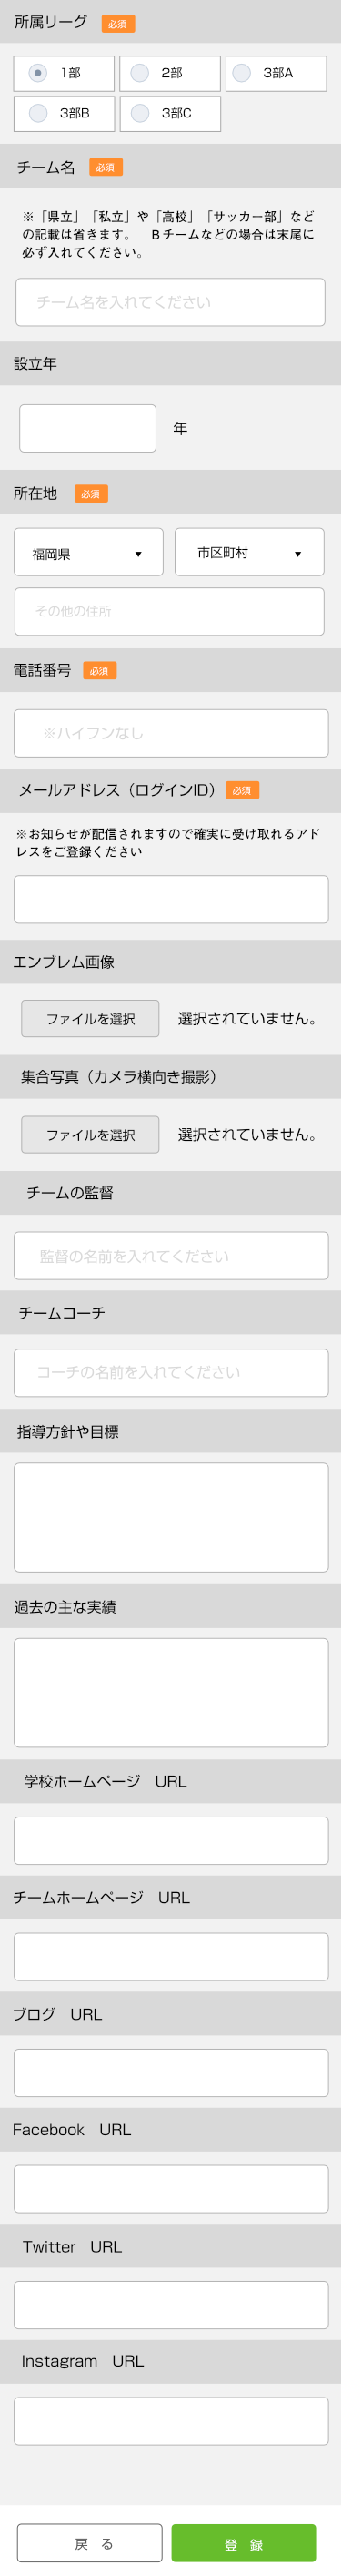 所属リーグ 必須
1部 2部 3部A
3部B 3部C
チーム名 必須
※「県立」「私立」や「高校」「サッカー部」など
の記載は省きます。　Bチームなどの場合は末尾に
必ず入れてください。
チーム名を入れてください
設立年
年
所在地 必須
福岡県 ▼ 市区町村 ▼
その他の住所
電話番号 必須
※ハイフンなし
メールアドレス（ログインID） 必須
※お知らせが配信されますので確実に受け取れるアド
レスをご登録ください
エンブレム画像
ファイルを選択 選択されていません。
集合写真（カメラ横向き撮影）
ファイルを選択 選択されていません。
チームの監督
監督の名前を入れてください
チームコーチ
コーチの名前を入れてください
指導方針や目標
過去の主な実績
学校ホームページ　URL
チームホームページ　URL
ブログ　URL
Facebook　URL
Twitter　URL
Instagram　URL
戻　る 登　録